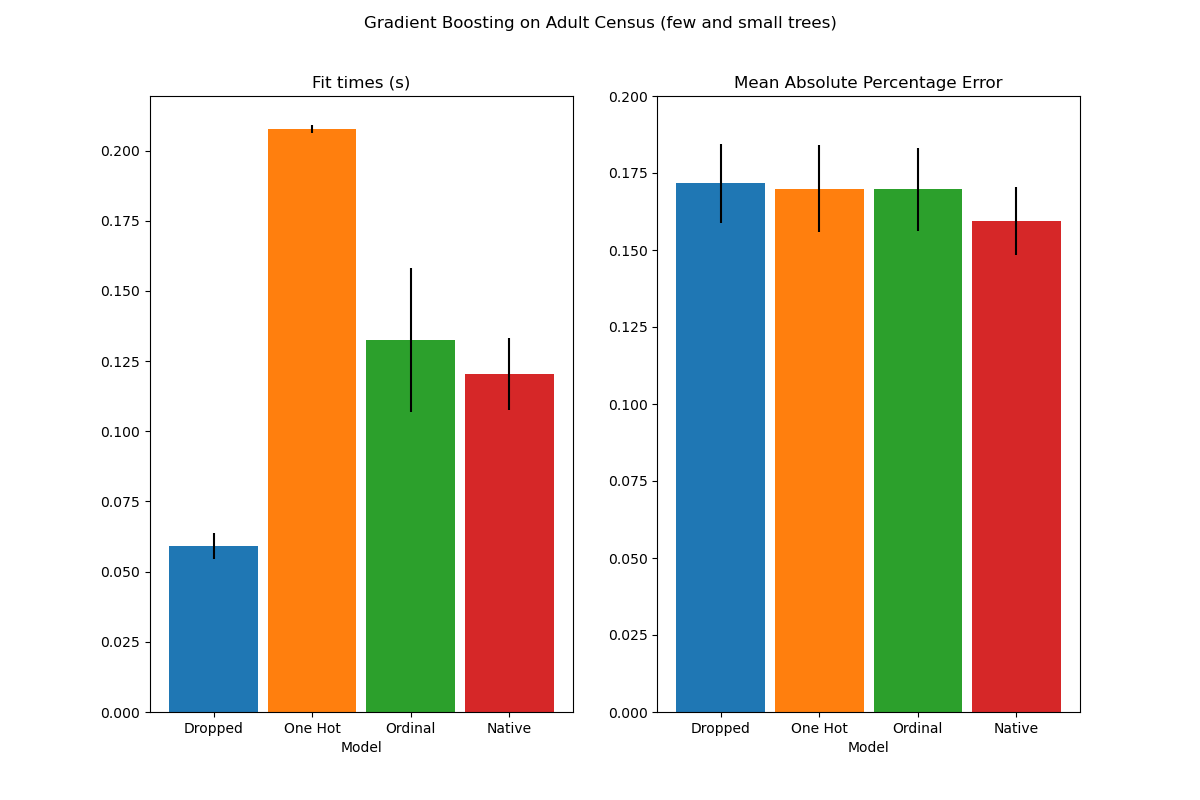 Gradient Boosting on Adult Census (few and small trees)
Fit times (s)
0.200
0.175
0.150
0.125
0.100
0.075
0.050
0.025
0.000
Dropped One Hot Ordinal Native
Model
Mean Absolute Percentage Error
0.200
0.175
0.150
0.125
0.100
0.075
0.050
0.025
0.000
Dropped One Hot Ordinal Native
Model